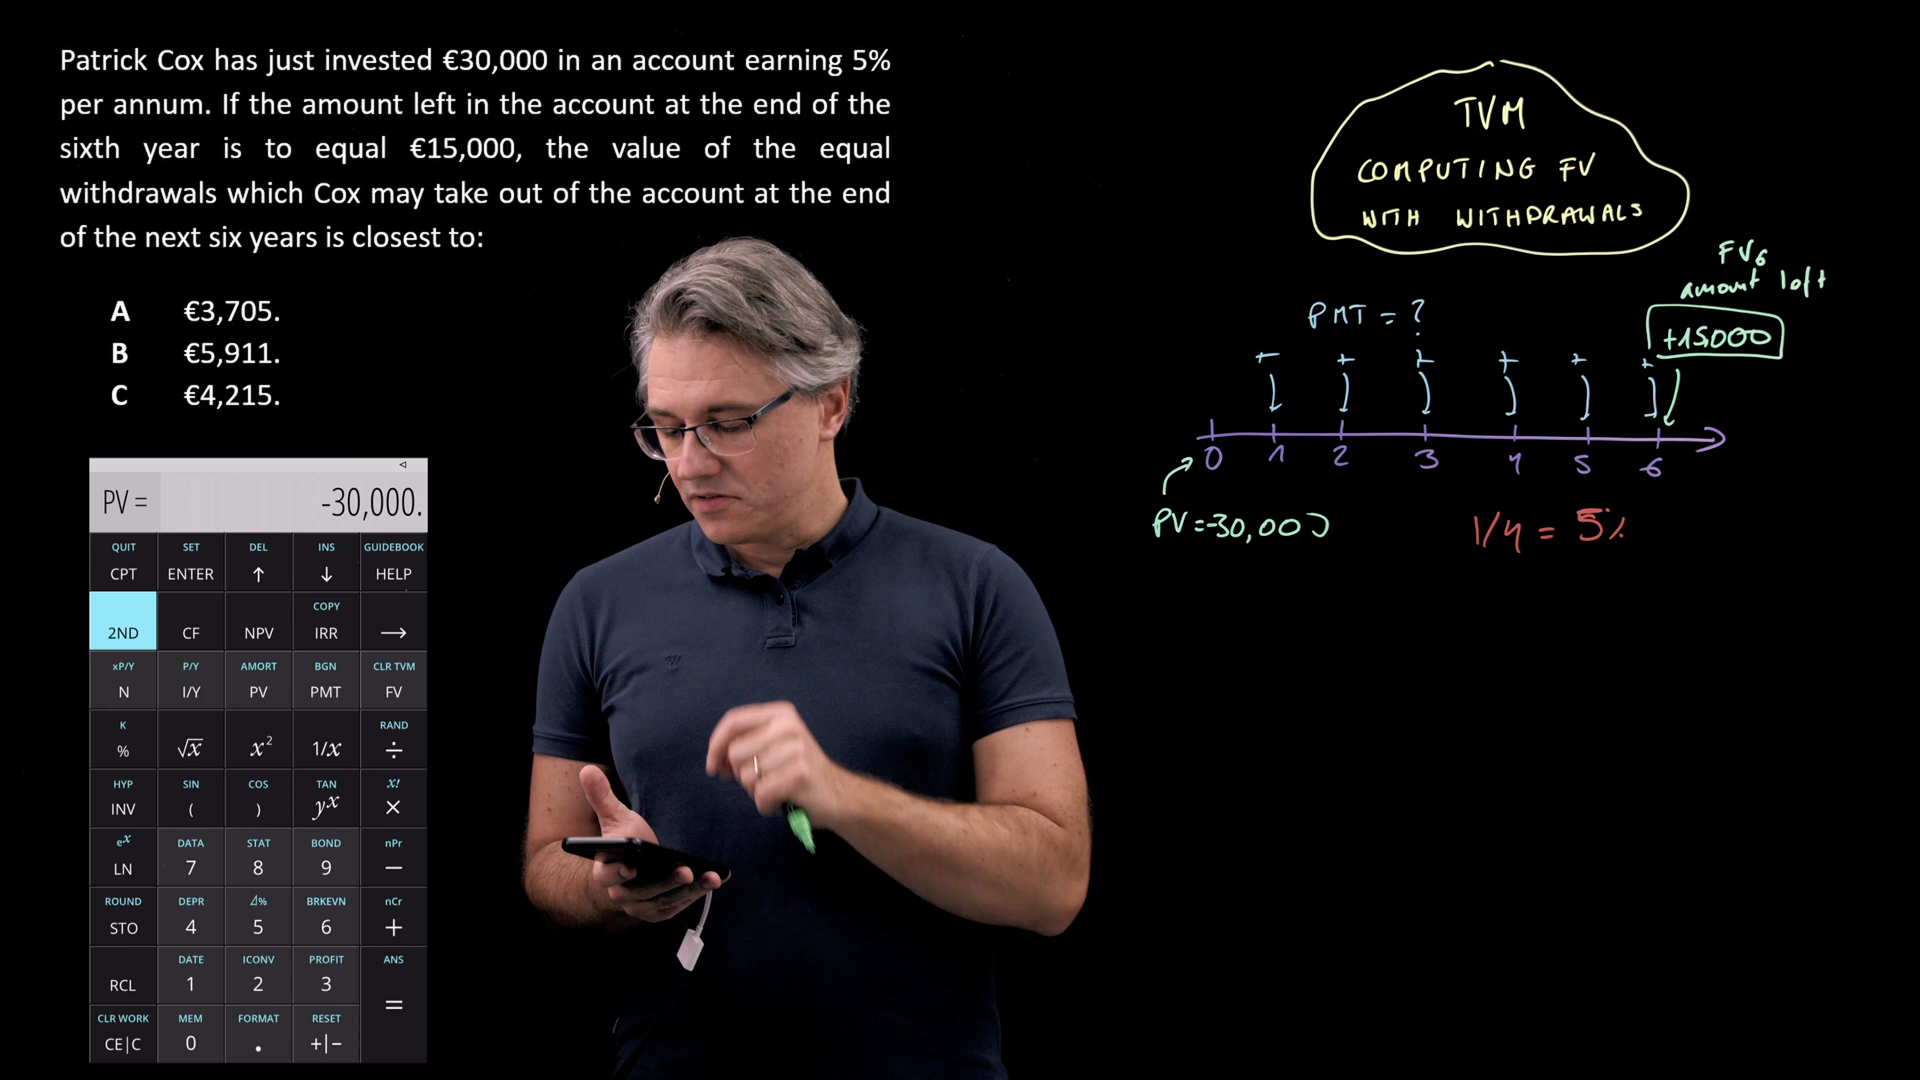 Patrick Cox has just invested €30,000 in an account earning 5%
per annum. If the amount left in the account at the end of the
sixth year is to equal €15,000, the value of the equal
withdrawals which Cox may take out of the account at the end
of the next six years is closest to:
A €3,705.
B €5,911.
C €4,215.
TVM
COMPUTING FV
WITH WITHDRAWALS
FV6
amount left
+15000
PMT = ?
+ + + + + +
0 1 2 3 4 5 6
PV=-30,000
I/Y = 5%
PV = -30,000.
QUIT SET DEL INS GUIDEBOOK
CPT ENTER ↑ ↓ HELP
COPY
2ND CF NPV IRR →
xP/Y P/Y AMORT BGN CLR TVM
N I/Y PV PMT FV
K RAND
% √x x² 1/x ÷
HYP SIN COS TAN x!
INV ( ) yˣ ×
eˣ DATA STAT BOND nPr
LN 7 8 9 −
ROUND DEPR Δ% BRKEVN nCr
STO 4 5 6 +
DATE ICONV PROFIT ANS
RCL 1 2 3 =
CLR WORK MEM FORMAT RESET
CE|C 0 . +|−